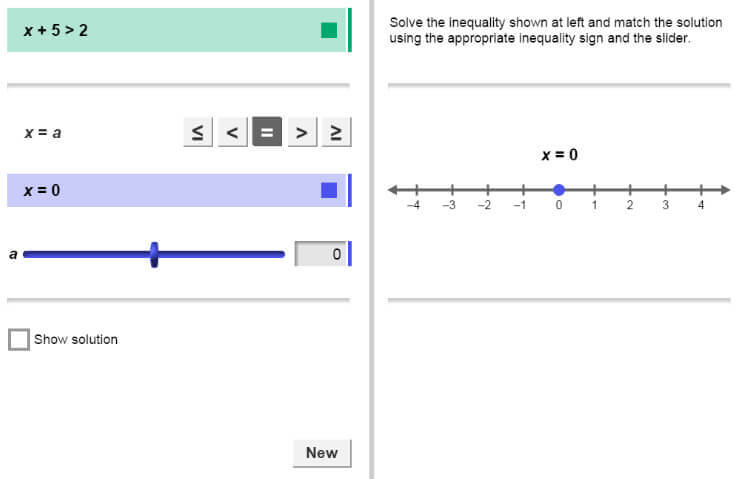 x + 5 > 2
x = a
≤ < = > ≥
x = 0
a
0
Show solution
New
Solve the inequality shown at left and match the solution
using the appropriate inequality sign and the slider.
x = 0
–4 –3 –2 –1 0 1 2 3 4